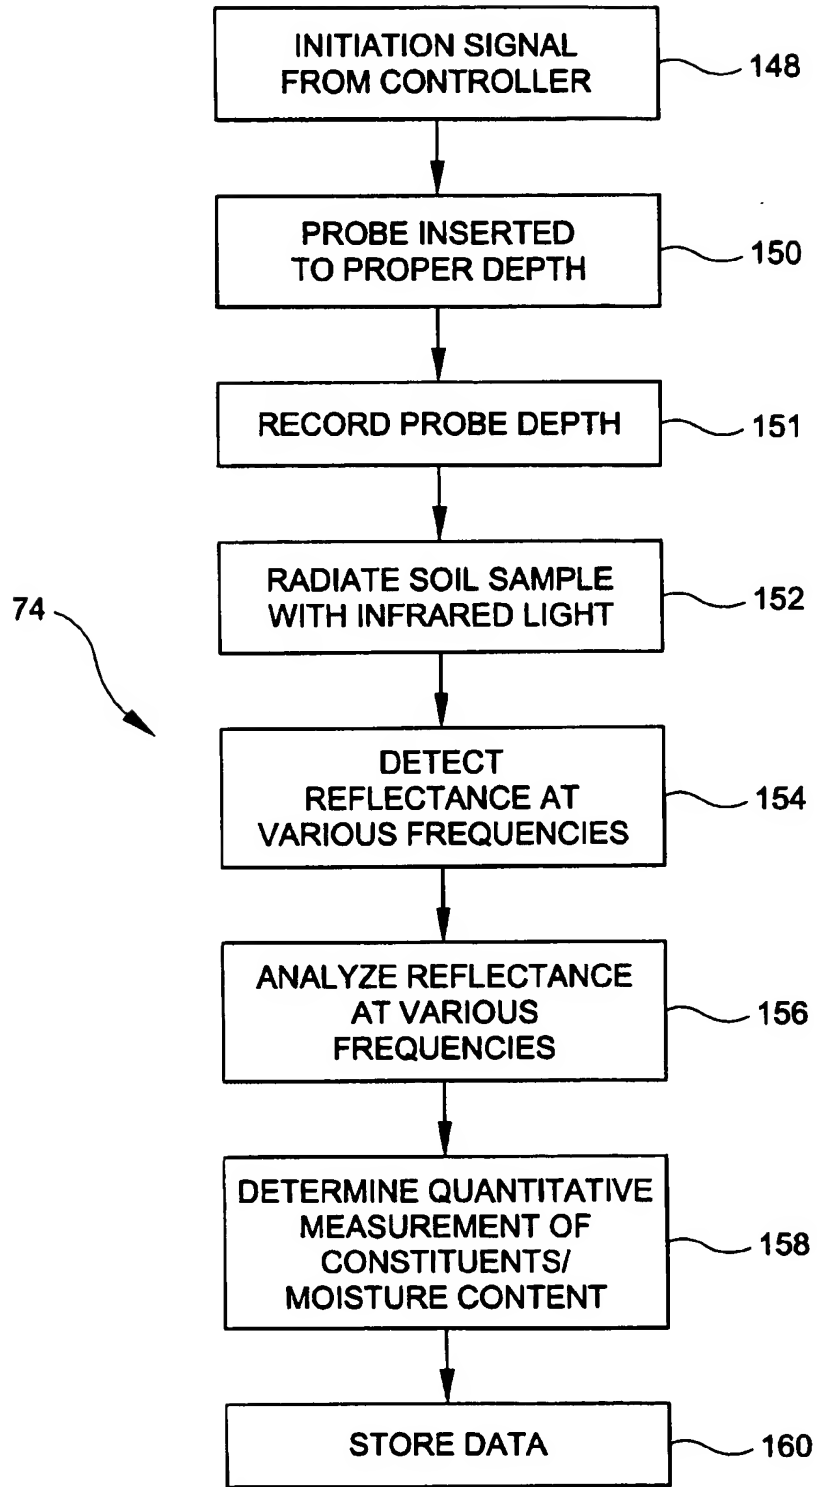 INITIATION SIGNAL
FROM CONTROLLER
148
PROBE INSERTED
TO PROPER DEPTH
150
RECORD PROBE DEPTH
151
RADIATE SOIL SAMPLE
WITH INFRARED LIGHT
152
74
DETECT
REFLECTANCE AT
VARIOUS FREQUENCIES
154
ANALYZE REFLECTANCE
AT VARIOUS
FREQUENCIES
156
DETERMINE QUANTITATIVE
MEASUREMENT OF
CONSTITUENTS/
MOISTURE CONTENT
158
STORE DATA
160